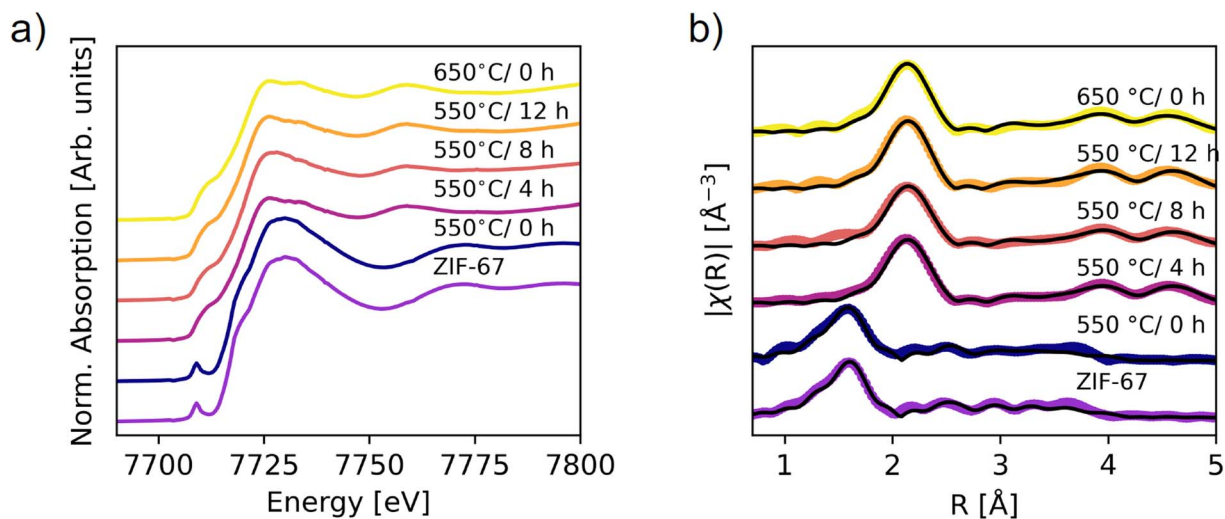 a)
Norm. Absorption [Arb. units]
650°C/ 0 h
550°C/ 12 h
550°C/ 8 h
550°C/ 4 h
550°C/ 0 h
ZIF-67
7700 7725 7750 7775 7800
Energy [eV]
b)
|χ(R)| [Å⁻³]
650 °C/ 0 h
550 °C/ 12 h
550 °C/ 8 h
550 °C/ 4 h
550 °C/ 0 h
ZIF-67
1 2 3 4 5
R [Å]